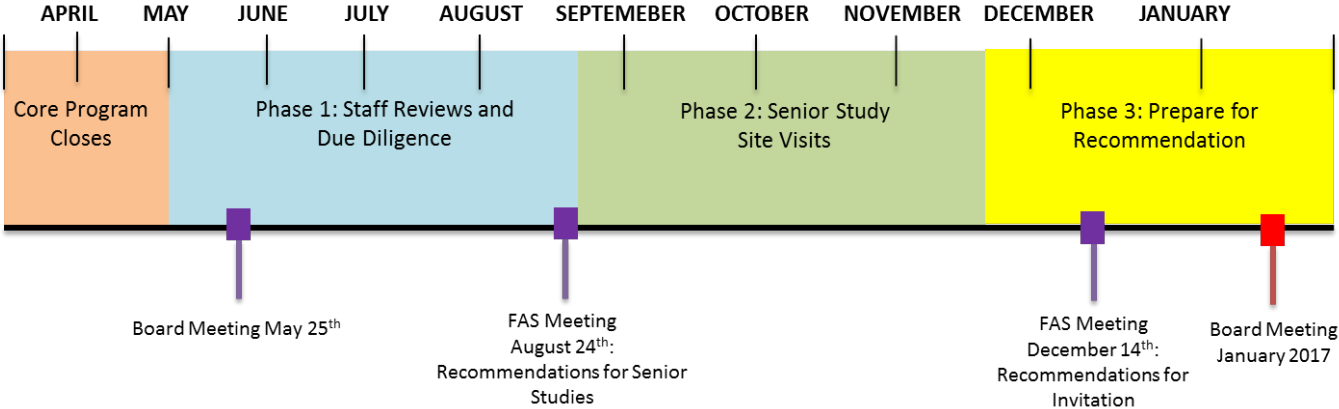 APRIL MAY JUNE JULY AUGUST SEPTEMEBER OCTOBER NOVEMBER DECEMBER JANUARY
Core Program
Closes
Phase 1: Staff Reviews and
Due Diligence
Phase 2: Senior Study
Site Visits
Phase 3: Prepare for
Recommendation
Board Meeting May 25th
FAS Meeting
August 24th:
Recommendations for Senior
Studies
FAS Meeting
December 14th:
Recommendations for
Invitation
Board Meeting
January 2017